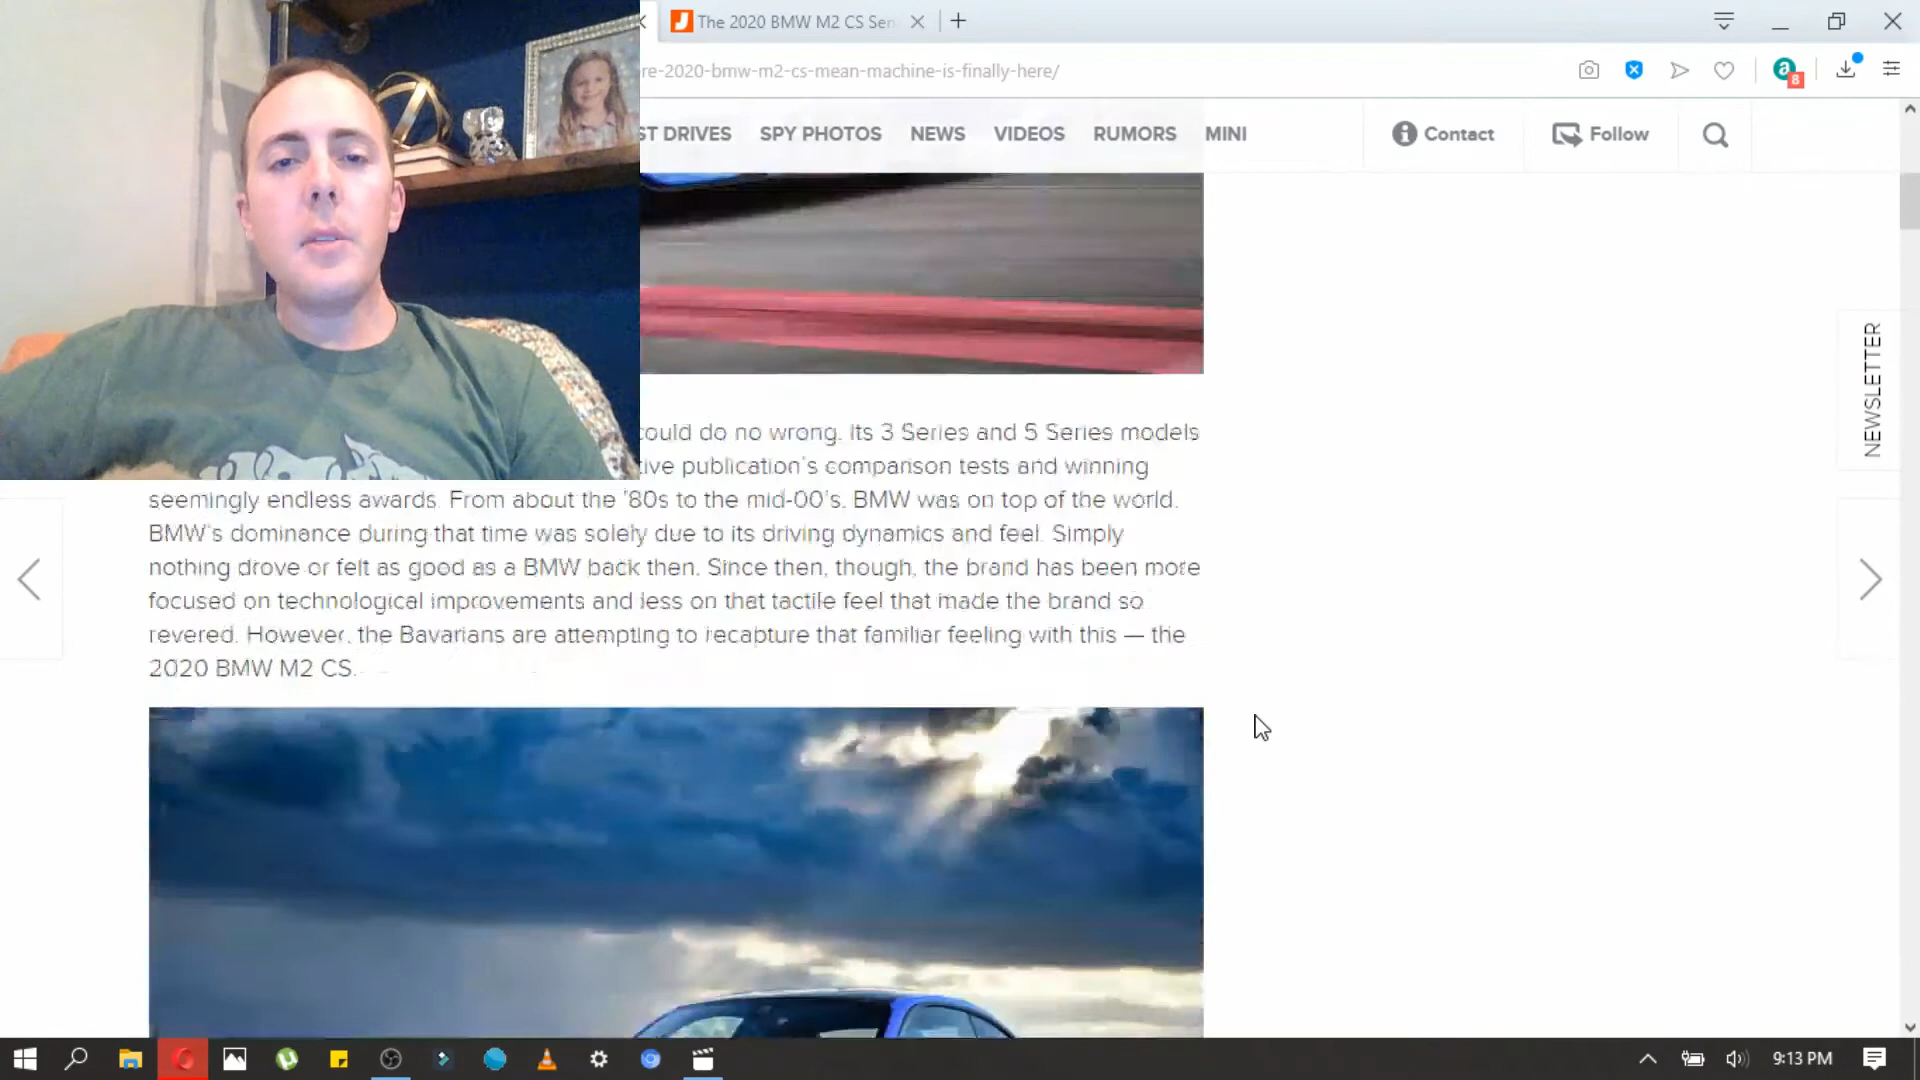 The 2020 BMW M2 CS Sen
re-2020-bmw-m2-cs-mean-machine-is-finally-here/
a
8
ST DRIVES SPY PHOTOS NEWS VIDEOS RUMORS MINI
Contact
Follow
NEWSLETTER
could do no wrong. Its 3 Series and 5 Series models
tive publication's comparison tests and winning
seemingly endless awards. From about the '80s to the mid-00's. BMW was on top of the world.
BMW's dominance during that time was solely due to its driving dynamics and feel. Simply
nothing drove or felt as good as a BMW back then. Since then, though, the brand has been more
focused on technological improvements and less on that tactile feel that made the brand so
revered. However, the Bavarians are attempting to recapture that familiar feeling with this — the
2020 BMW M2 CS.
9:13 PM